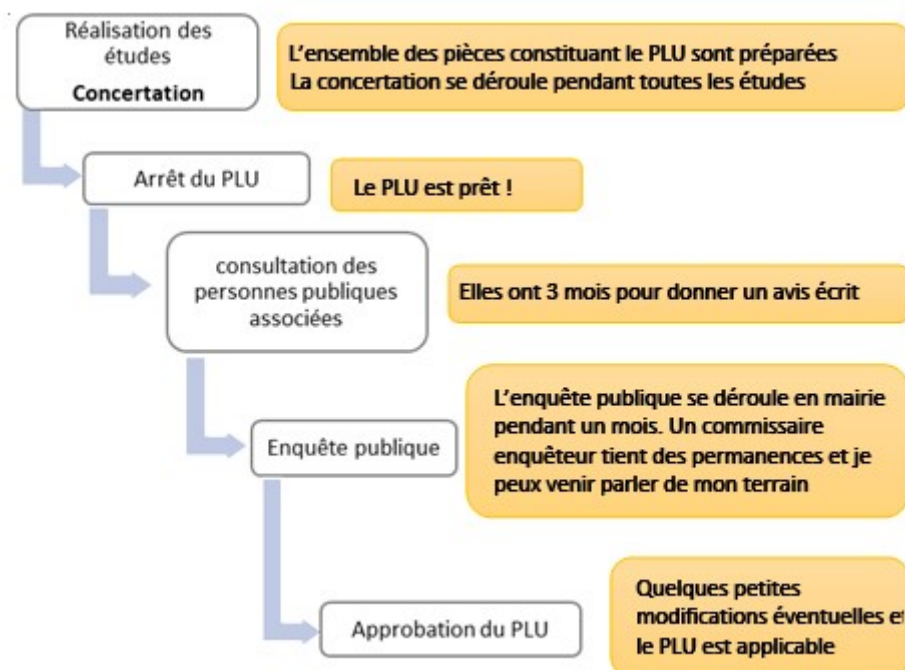 Réalisation des
études
Concertation
L'ensemble des pièces constituant le PLU sont préparées
La concertation se déroule pendant toutes les études
Arrêt du PLU
Le PLU est prêt !
consultation des
personnes publiques
associées
Elles ont 3 mois pour donner un avis écrit
Enquête publique
L'enquête publique se déroule en mairie
pendant un mois. Un commissaire
enquêteur tient des permanences et je
peux venir parler de mon terrain
Approbation du PLU
Quelques petites
modifications éventuelles et
le PLU est applicable